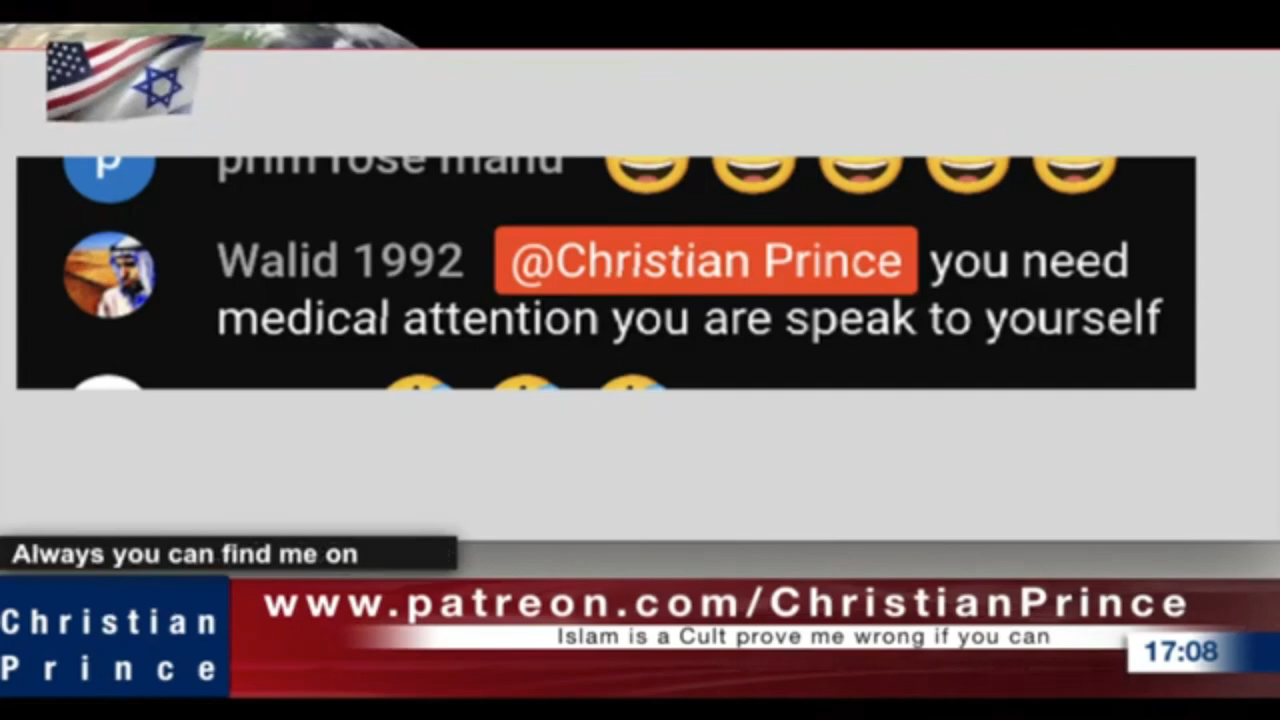 p prim rose manu
Walid 1992 @Christian Prince you need
medical attention you are speak to yourself
Always you can find me on
Christian
Prince
www.patreon.com/ChristianPrince
Islam is a Cult prove me wrong if you can
17:08